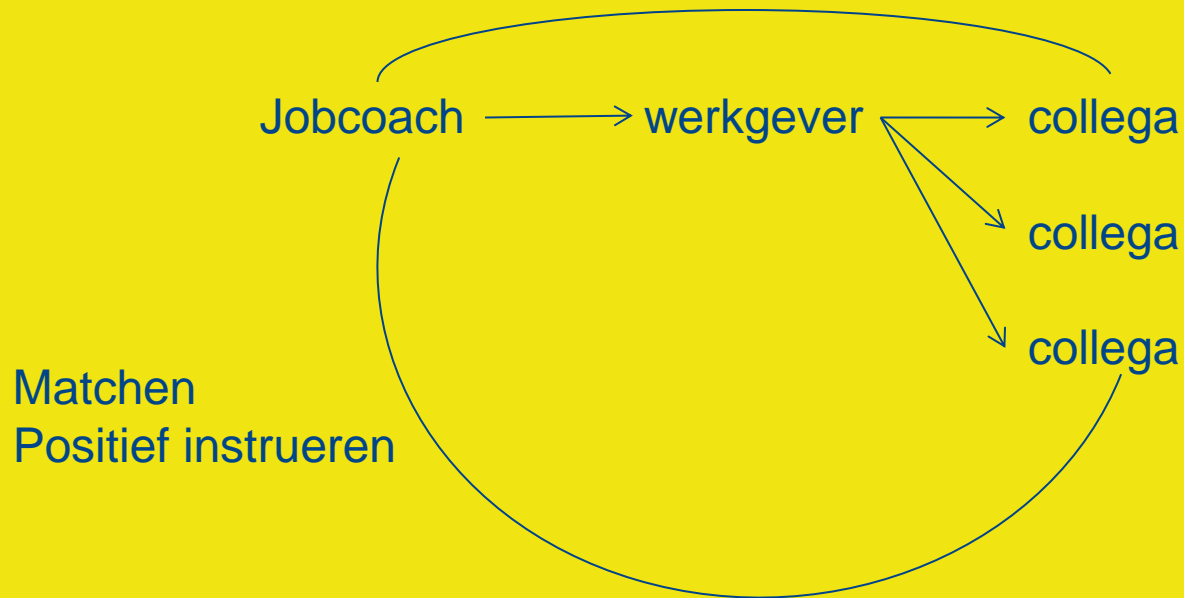 Jobcoach werkgever collega
collega
collega
Matchen
Positief instrueren